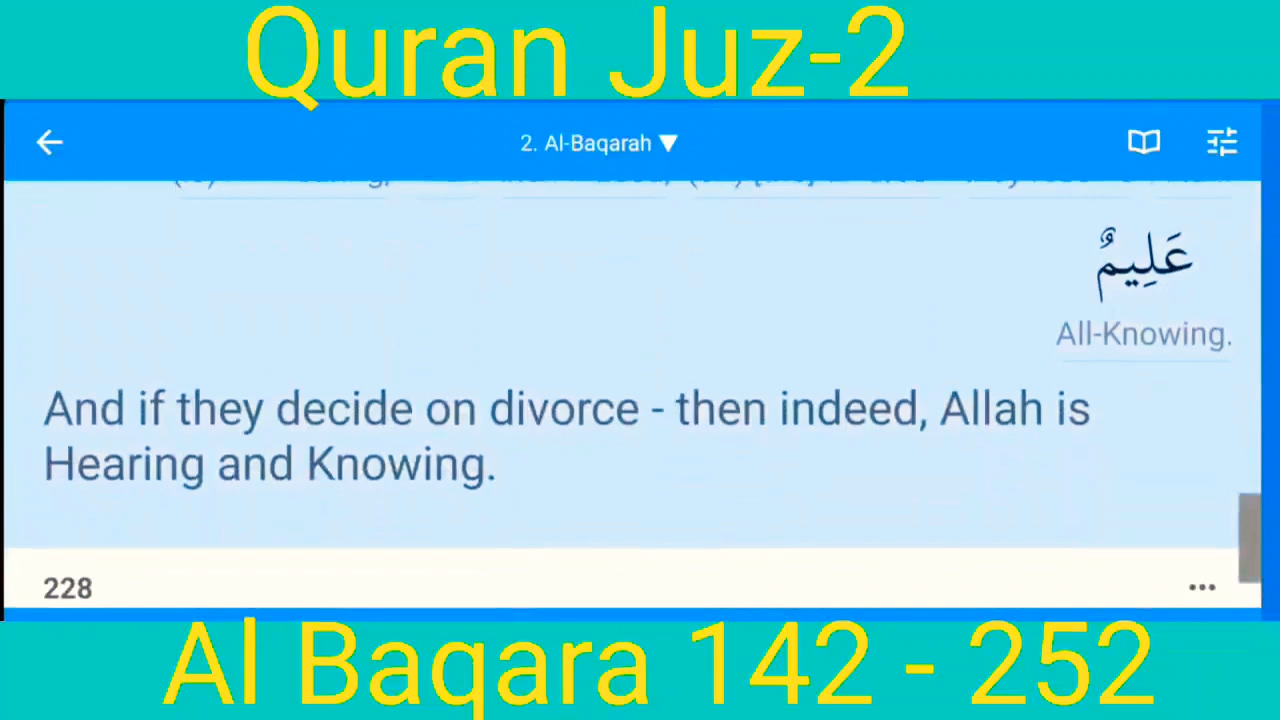 Quran Juz-2
2. Al-Baqarah ▼
عَلِيمٌ
All-Knowing.
And if they decide on divorce - then indeed, Allah is
Hearing and Knowing.
228
Al Baqara 142 - 252